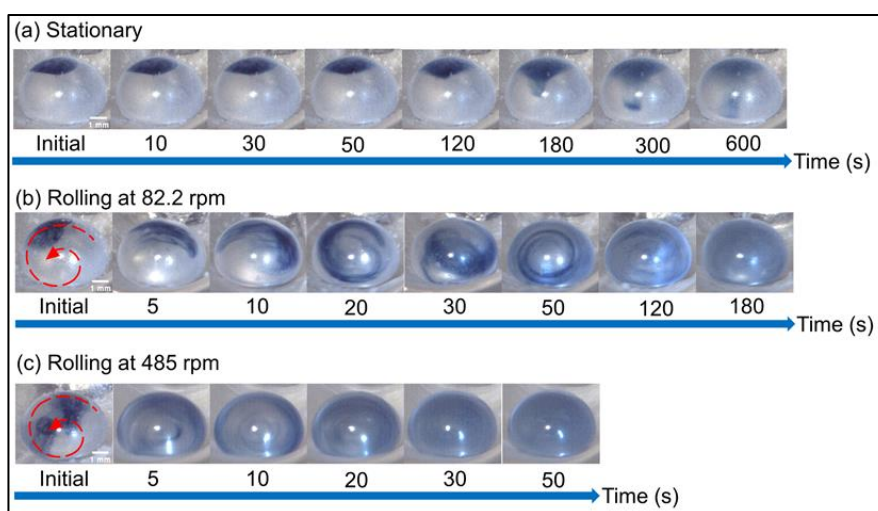 (a) Stationary
1 mm
Initial 10 30 50 120 180 300 600
Time (s)
(b) Rolling at 82.2 rpm
1 mm
Initial 5 10 20 30 50 120 180
Time (s)
(c) Rolling at 485 rpm
1 mm
Initial 5 10 20 30 50
Time (s)